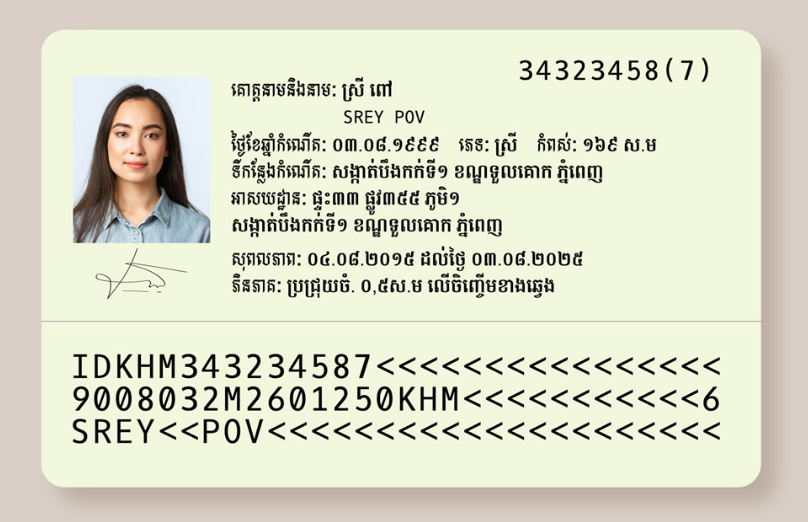 34323458(7)
គោត្តនាមនិងនាម: ស្រី ពៅ
SREY POV
ថ្ងៃខែឆ្នាំកំណើត: ០៣.០៨.១៩៩៩ ភេទ: ស្រី កំពស់: ១៦៩ ស.ម
ទីកន្លែងកំណើត: សង្កាត់បឹងកក់ទី១ ខណ្ឌទួលគោក ភ្នំពេញ
អាសយដ្ឋាន: ផ្ទះ៣៣ ផ្លូវ៣៥៥ ភូមិ១
សង្កាត់បឹងកក់ទី១ ខណ្ឌទួលគោក ភ្នំពេញ
សុពលភាព: ០៤.០៨.២០១៥ ដល់ថ្ងៃ ០៣.០៨.២០២៥
ភិនភាគ: ប្រជ្រុយចំ. ០,៥ស.ម លើចិញ្ចើមខាងឆ្វេង
IDKHM343234587<<<<<<<<<<<<<<<<
9008032M2601250KHM<<<<<<<<<<<6
SREY<<POV<<<<<<<<<<<<<<<<<<<<<